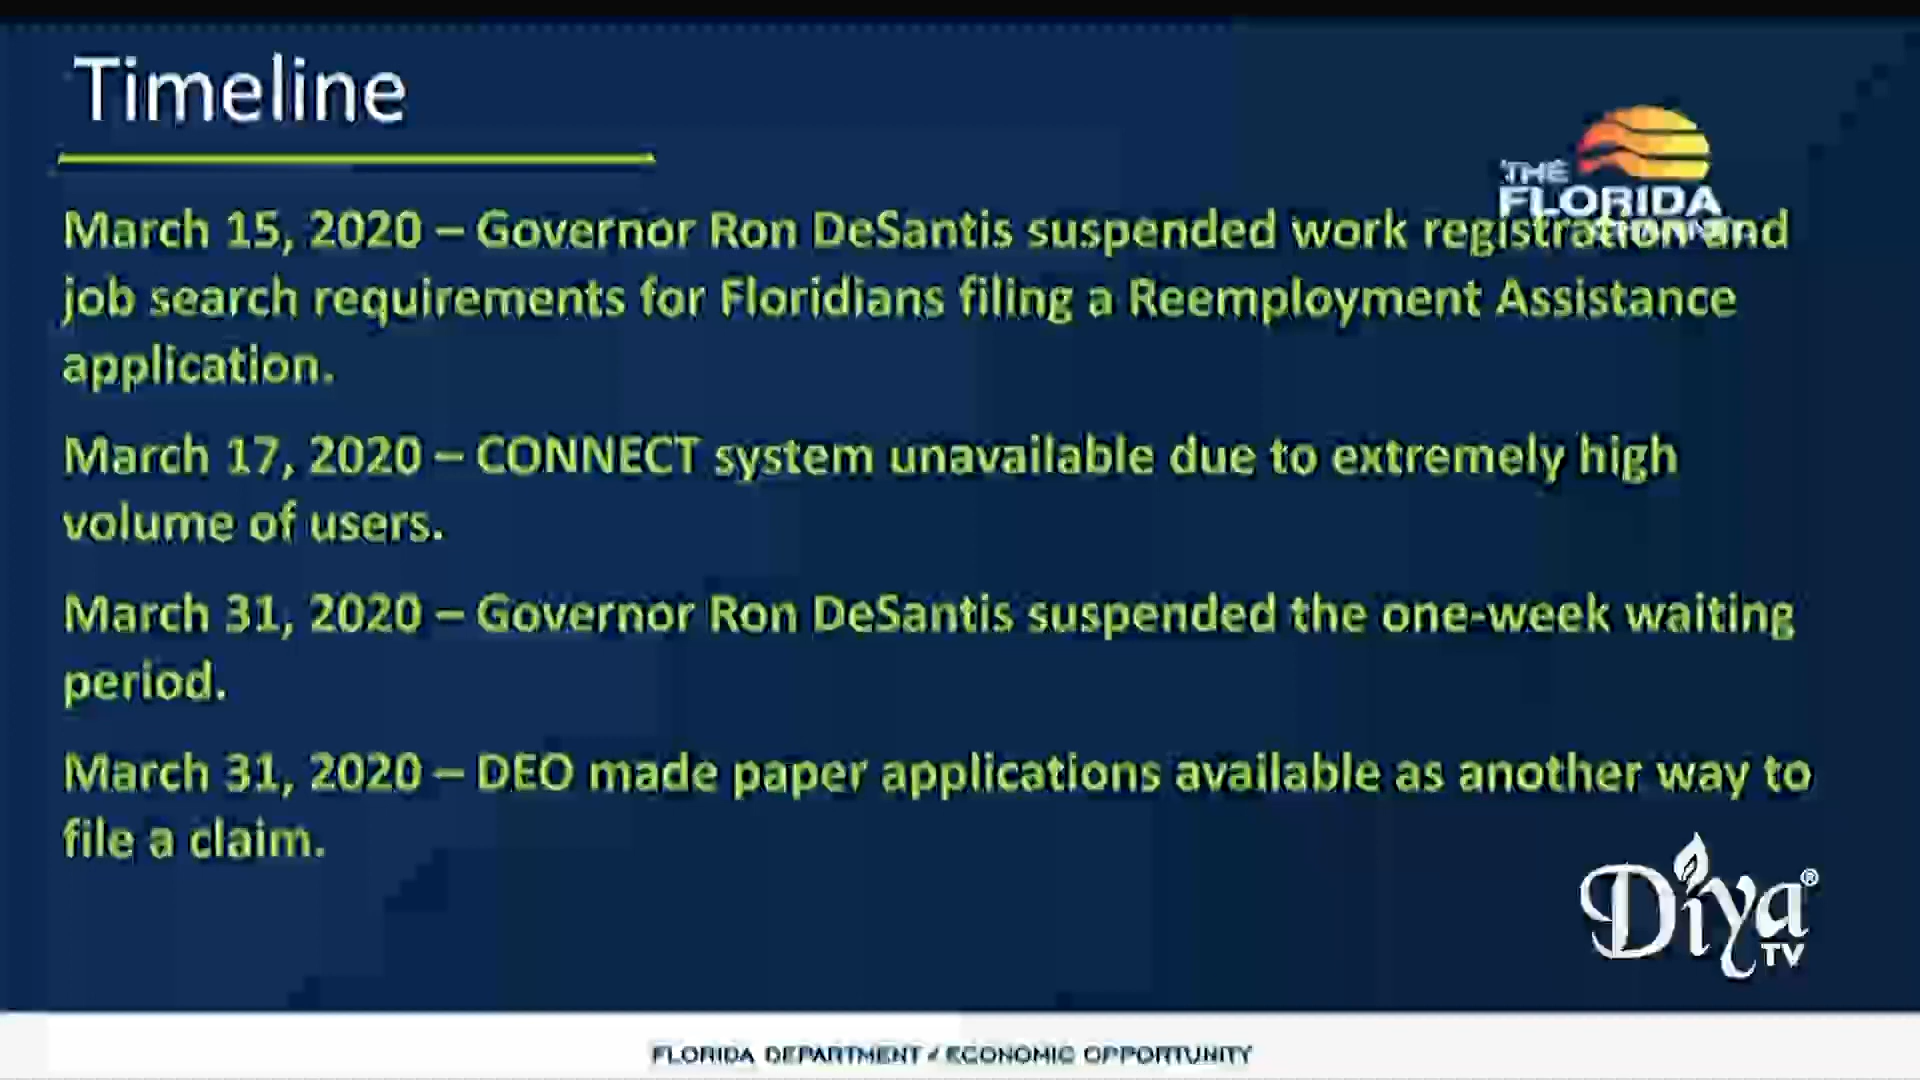 Timeline
THE
FLORIDA
CHANNEL
March 15, 2020 – Governor Ron DeSantis suspended work registration and
job search requirements for Floridians filing a Reemployment Assistance
application.
March 17, 2020 – CONNECT system unavailable due to extremely high
volume of users.
March 31, 2020 – Governor Ron DeSantis suspended the one-week waiting
period.
March 31, 2020 – DEO made paper applications available as another way to
file a claim.
Diya®
TV
FLORIDA DEPARTMENT / ECONOMIC OPPORTUNITY